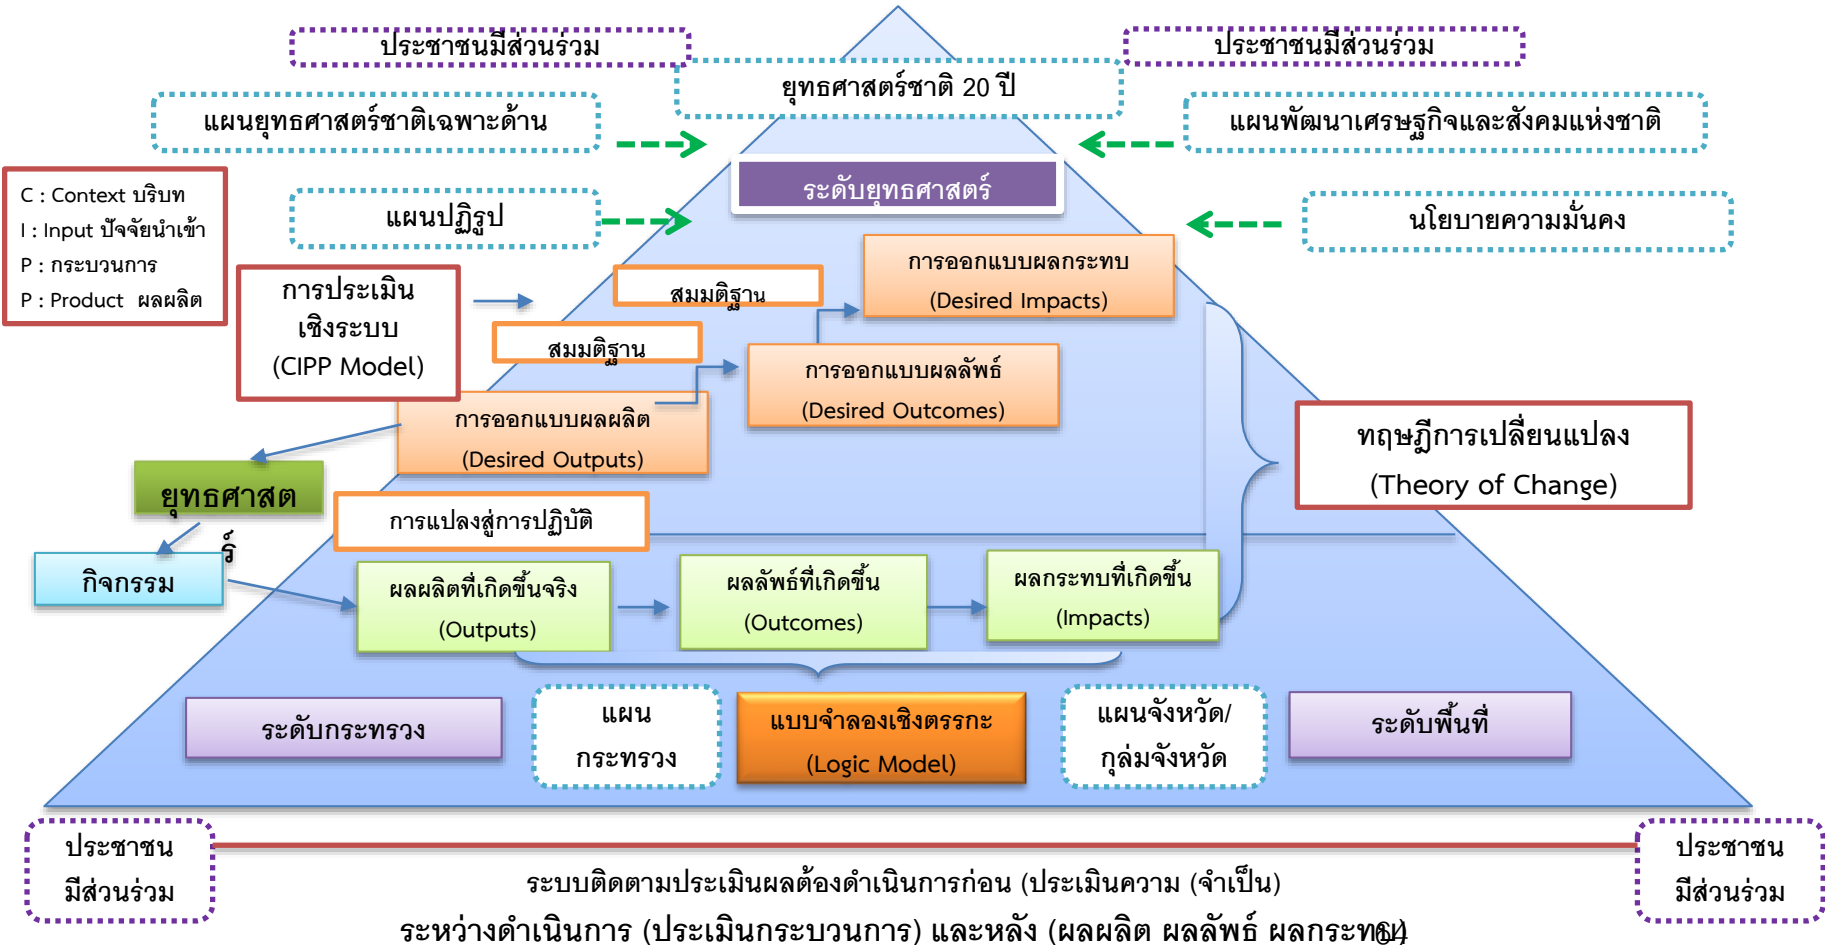 ประชาชนมีส่วนร่วม
ประชาชนมีส่วนร่วม
ยุทธศาสตร์ชาติ 20 ปี
แผนยุทธศาสตร์ชาติเฉพาะด้าน
แผนพัฒนาเศรษฐกิจและสังคมแห่งชาติ
ระดับยุทธศาสตร์
C : Context บริบท
I : Input ปัจจัยนำเข้า
P : กระบวนการ
P : Product ผลผลิต
แผนปฏิรูป
นโยบายความมั่นคง
การประเมิน
เชิงระบบ
(CIPP Model)
สมมติฐาน
สมมติฐาน
การออกแบบผลกระทบ
(Desired Impacts)
การออกแบบผลลัพธ์
(Desired Outcomes)
การออกแบบผลผลิต
(Desired Outputs)
ทฤษฎีการเปลี่ยนแปลง
(Theory of Change)
ยุทธศาสต
ร์
การแปลงสู่การปฏิบัติ
กิจกรรม
ผลผลิตที่เกิดขึ้นจริง
(Outputs)
ผลลัพธ์ที่เกิดขึ้น
(Outcomes)
ผลกระทบที่เกิดขึ้น
(Impacts)
ระดับกระทรวง
แผน
กระทรวง
แบบจำลองเชิงตรรกะ
(Logic Model)
แผนจังหวัด/
กุล่มจังหวัด
ระดับพื้นที่
ประชาชน
มีส่วนร่วม
ประชาชน
มีส่วนร่วม
ระบบติดตามประเมินผลต้องดำเนินการก่อน (ประเมินความ (จำเป็น)
ระหว่างดำเนินการ (ประเมินกระบวนการ) และหลัง (ผลผลิต ผลลัพธ์ ผลกระทบ)
64